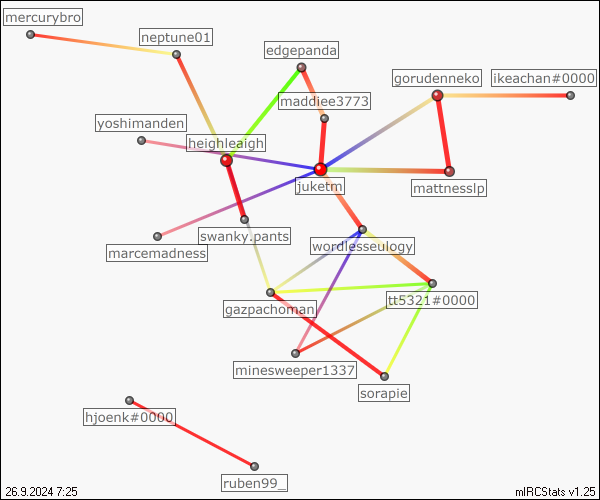 mercurybro
neptune01
edgepanda
gorudenneko
ikeachan#0000
maddiee3773
yoshimanden
heighleigh
juketm
mattnesslp
swanky.pants
marcemadness
wordlesseulogy
gazpachoman
tt5321#0000
minesweeper1337
sorapie
hjoenk#0000
ruben99_
26.9.2024 7:25
mIRCStats v1.25